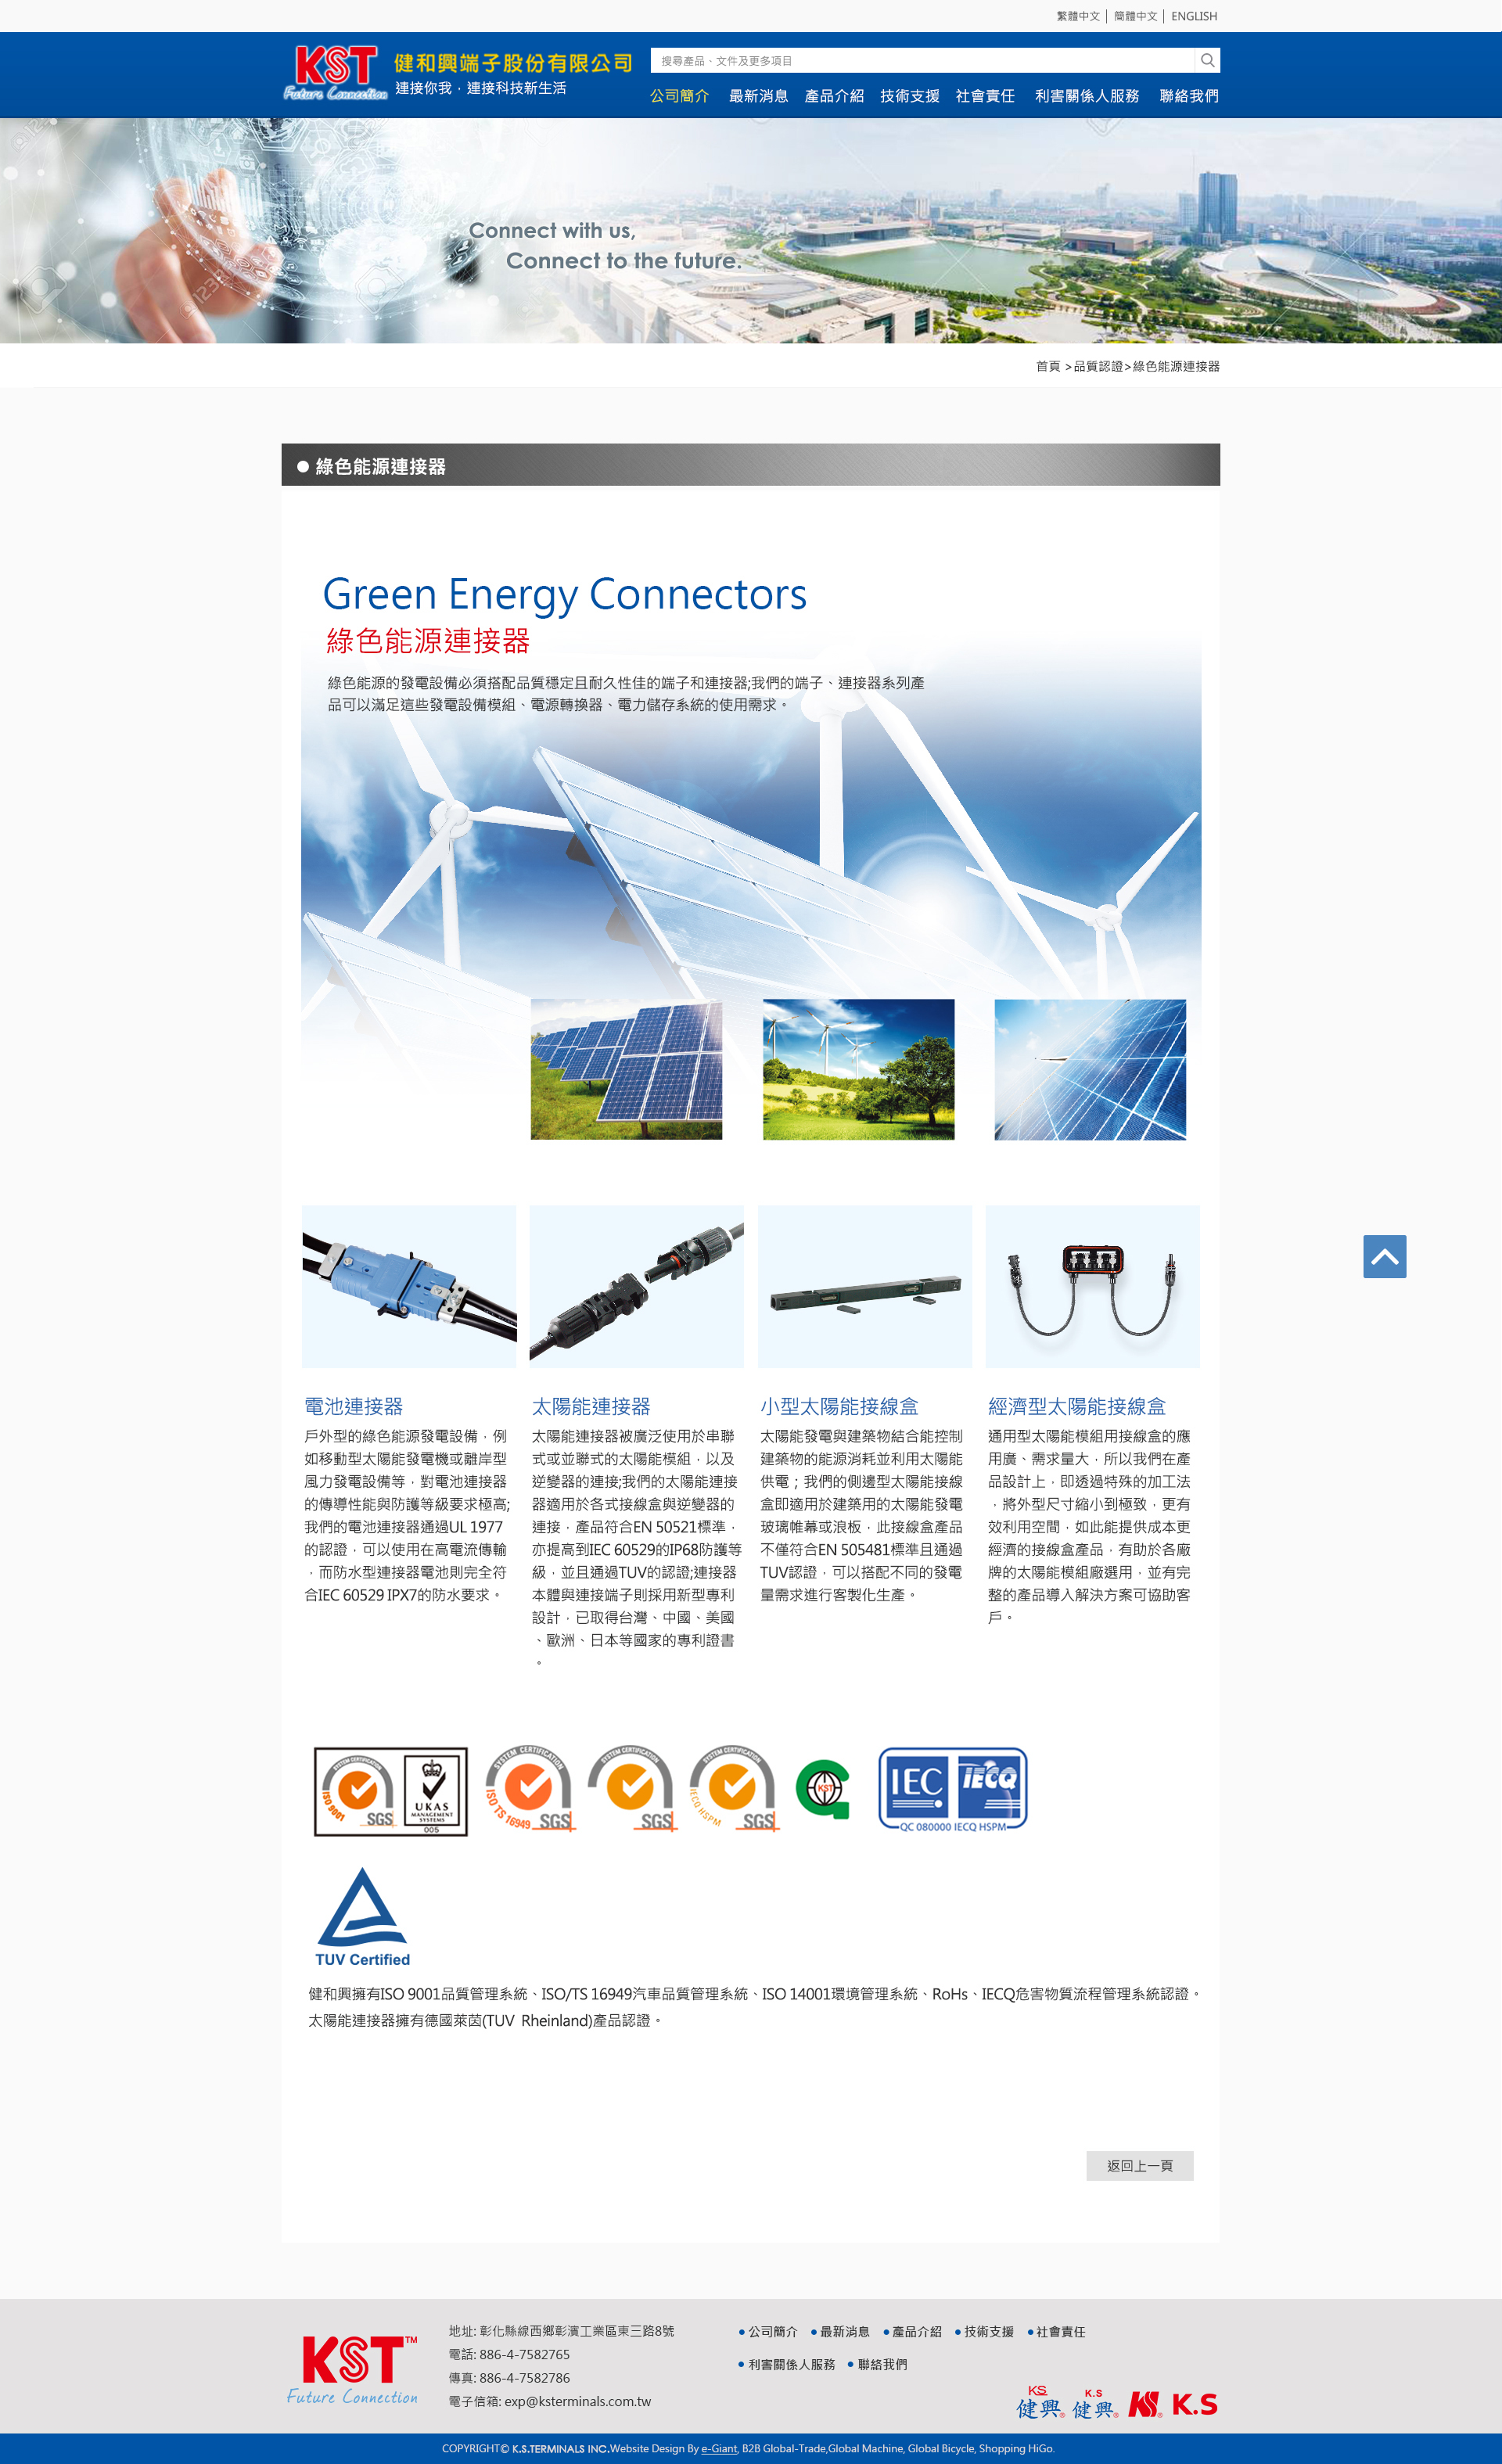 繁體中文 │ 簡體中文 │ ENGLISH
KST
Future Connection
健和興端子股份有限公司
連接你我，連接科技新生活
搜尋產品、文件及更多項目
公司簡介 最新消息 產品介紹 技術支援 社會責任 利害關係人服務 聯絡我們
Connect with us,
Connect to the future.
首頁 >品質認證>綠色能源連接器
● 綠色能源連接器
Green Energy Connectors
綠色能源連接器
綠色能源的發電設備必須搭配品質穩定且耐久性佳的端子和連接器;我們的端子、連接器系列產
品可以滿足這些發電設備模組、電源轉換器、電力儲存系統的使用需求。
電池連接器
戶外型的綠色能源發電設備，例
如移動型太陽能發電機或離岸型
風力發電設備等，對電池連接器
的傳導性能與防護等級要求極高;
我們的電池連接器通過UL 1977
的認證，可以使用在高電流傳輸
，而防水型連接器電池則完全符
合IEC 60529 IPX7的防水要求。
太陽能連接器
太陽能連接器被廣泛使用於串聯
式或並聯式的太陽能模組，以及
逆變器的連接;我們的太陽能連接
器適用於各式接線盒與逆變器的
連接，產品符合EN 50521標準，
亦提高到IEC 60529的IP68防護等
級，並且通過TUV的認證;連接器
本體與連接端子則採用新型專利
設計，已取得台灣、中國、美國
、歐洲、日本等國家的專利證書
。
小型太陽能接線盒
太陽能發電與建築物結合能控制
建築物的能源消耗並利用太陽能
供電；我們的側邊型太陽能接線
盒即適用於建築用的太陽能發電
玻璃帷幕或浪板，此接線盒產品
不僅符合EN 505481標準且通過
TUV認證，可以搭配不同的發電
量需求進行客製化生產。
經濟型太陽能接線盒
通用型太陽能模組用接線盒的應
用廣、需求量大，所以我們在產
品設計上，即透過特殊的加工法
，將外型尺寸縮小到極致，更有
效利用空間，如此能提供成本更
經濟的接線盒產品，有助於各廠
牌的太陽能模組廠選用，並有完
整的產品導入解決方案可協助客
戶。
SYSTEM CERTIFICATION
ISO 9001
SGS
UKAS
MANAGEMENT
SYSTEMS
005
SYSTEM CERTIFICATION
ISO TS 16949
SGS
SYSTEM CERTIFICATION
SGS
SYSTEM CERTIFICATION
IECQ HSPM
SGS
KST
IEC IECQ
QC 080000 IECQ HSPM
TUV Certified
健和興擁有ISO 9001品質管理系統、ISO/TS 16949汽車品質管理系統、ISO 14001環境管理系統、RoHs、IECQ危害物質流程管理系統認證。
太陽能連接器擁有德國萊茵(TUV Rheinland)產品認證。
返回上一頁
KST™
Future Connection
地址: 彰化縣線西鄉彰濱工業區東三路8號
電話: 886-4-7582765
傳真: 886-4-7582786
電子信箱: exp@ksterminals.com.tw
● 公司簡介 ● 最新消息 ● 產品介紹 ● 技術支援 ● 社會責任
● 利害關係人服務 ● 聯絡我們
KS 健興® K.S 健興® KS® K.S
COPYRIGHT© K.S.TERMINALS INC.Website Design By e-Giant, B2B Global-Trade,Global Machine, Global Bicycle, Shopping HiGo.